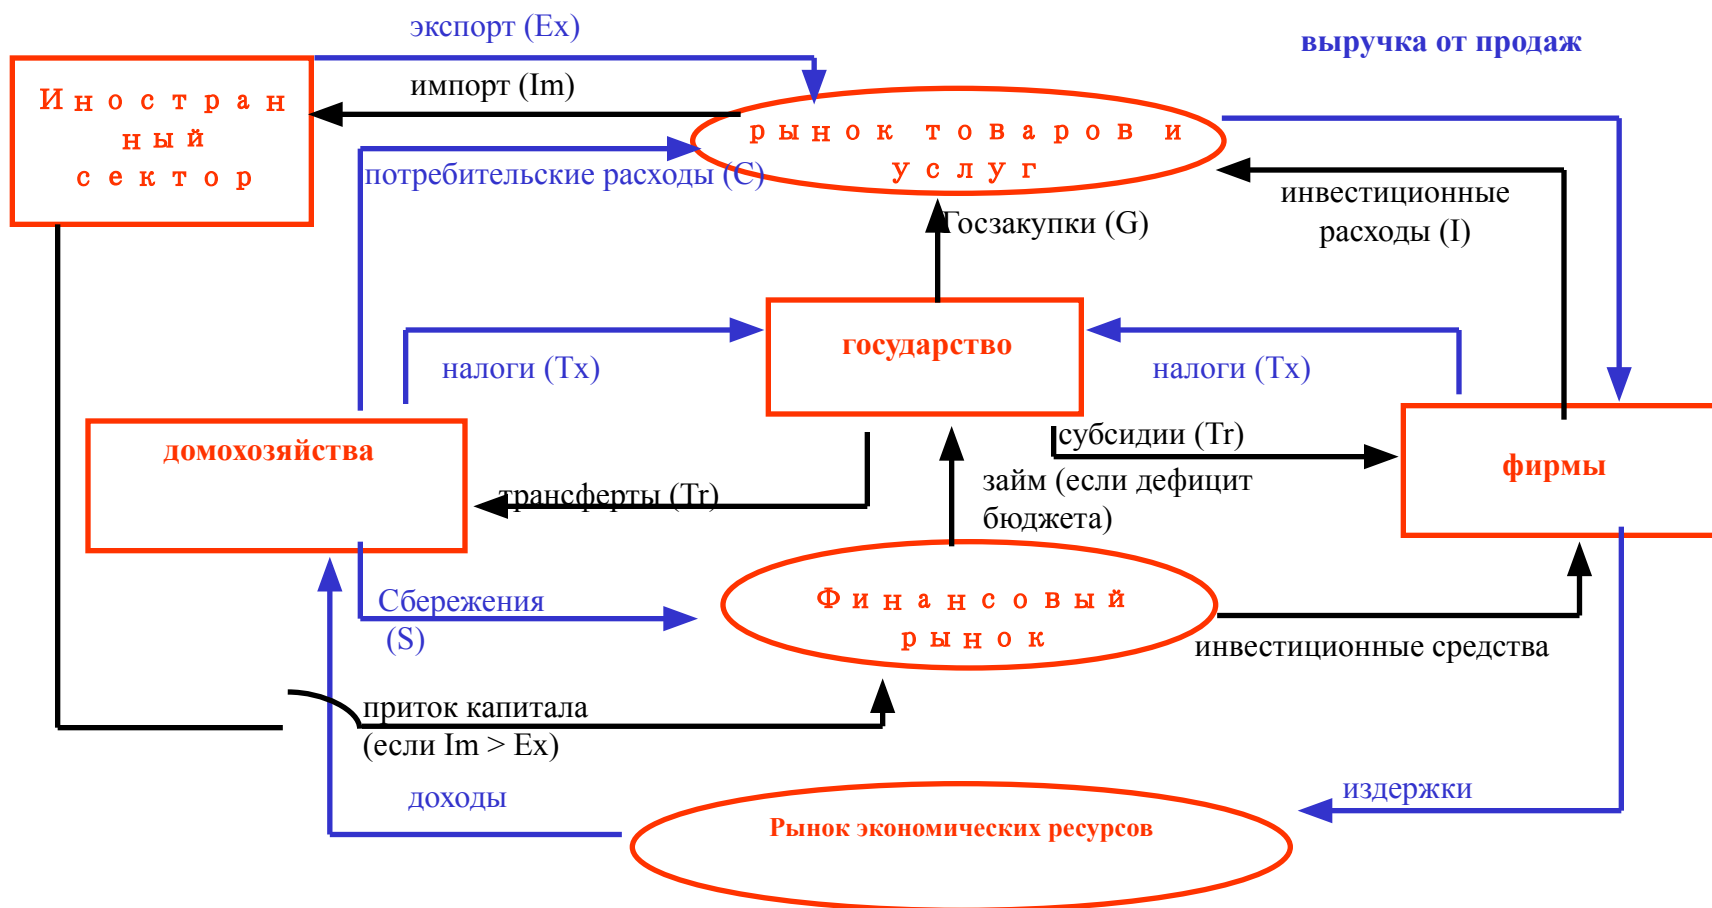 экспорт (Ex)
выручка от продаж
импорт (Im)
Иностран
ный
сектор
рынок товаров и
услуг
потребительские расходы (C)
инвестиционные
расходы (I)
Госзакупки (G)
государство
налоги (Tx)
налоги (Tx)
домохозяйства
субсидии (Tr)
фирмы
трансферты (Tr)
займ (если дефицит
бюджета)
Сбережения
(S)
Финансовый
рынок
инвестиционные средства
приток капитала
(если Im > Ex)
доходы
издержки
Рынок экономических ресурсов